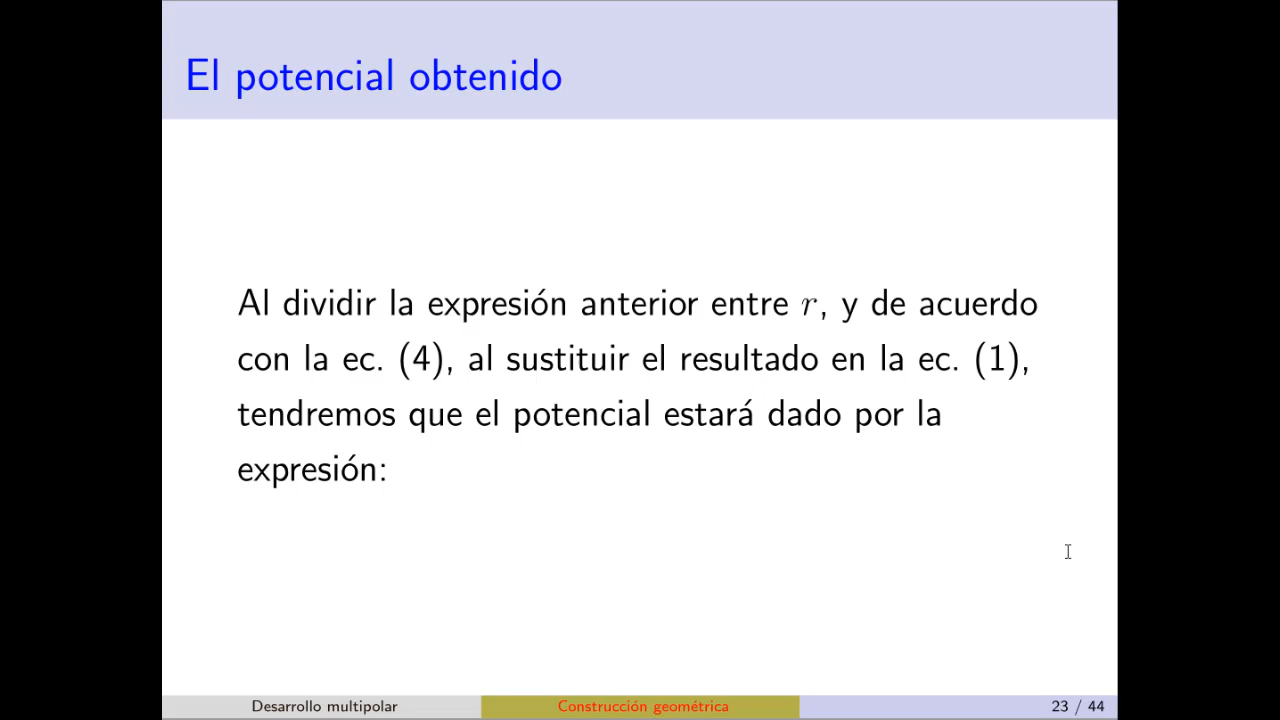 El potencial obtenido
Al dividir la expresión anterior entre r, y de acuerdo
con la ec. (4), al sustituir el resultado en la ec. (1),
tendremos que el potencial estará dado por la
expresión:
Desarrollo multipolar
Construcción geométrica
23 / 44